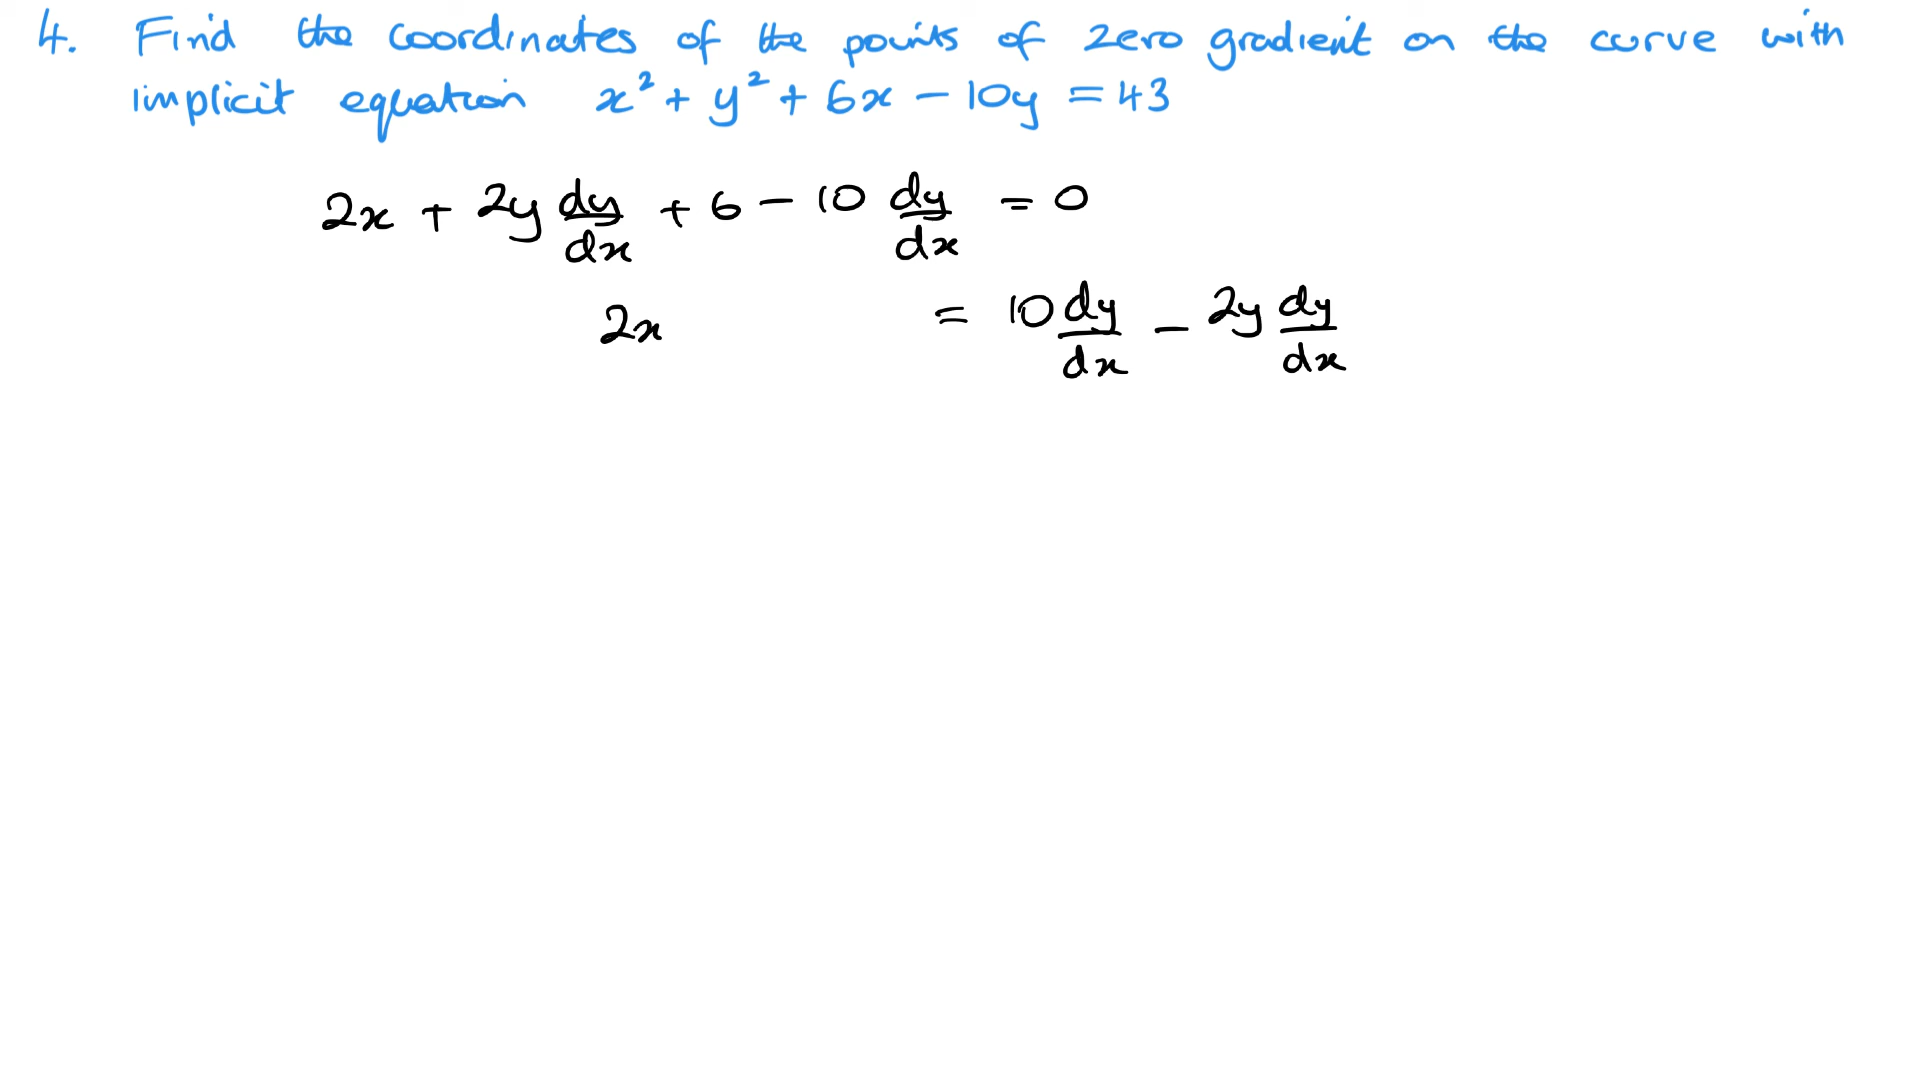 4. Find the coordinates of the points of zero gradient on the curve with
implicit equation x² + y² + 6x - 10y = 43
2x + 2y dy/dx + 6 - 10 dy/dx = 0
2x = 10 dy/dx - 2y dy/dx